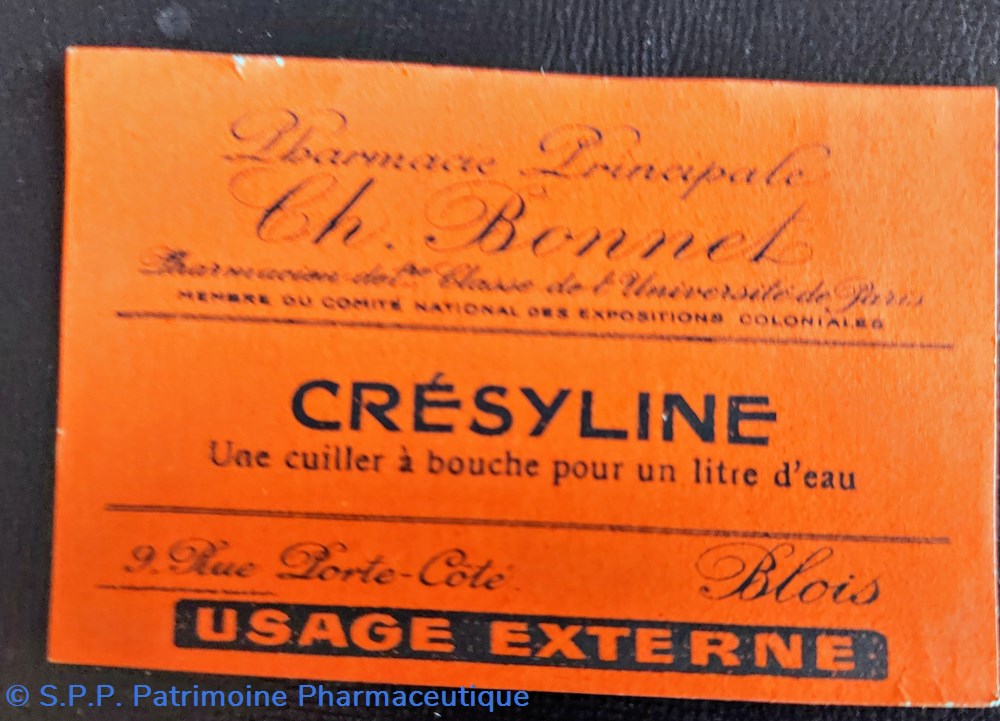 Pharmacie Principale
Ch. Bonnet
Pharmacien de 1re Classe de l'Université de Paris
MEMBRE DU COMITÉ NATIONAL DES EXPOSITIONS COLONIALES
CRÉSYLINE
Une cuiller à bouche pour un litre d'eau
9, Rue Porte-Côté Blois
USAGE EXTERNE
© S.P.P. Patrimoine Pharmaceutique